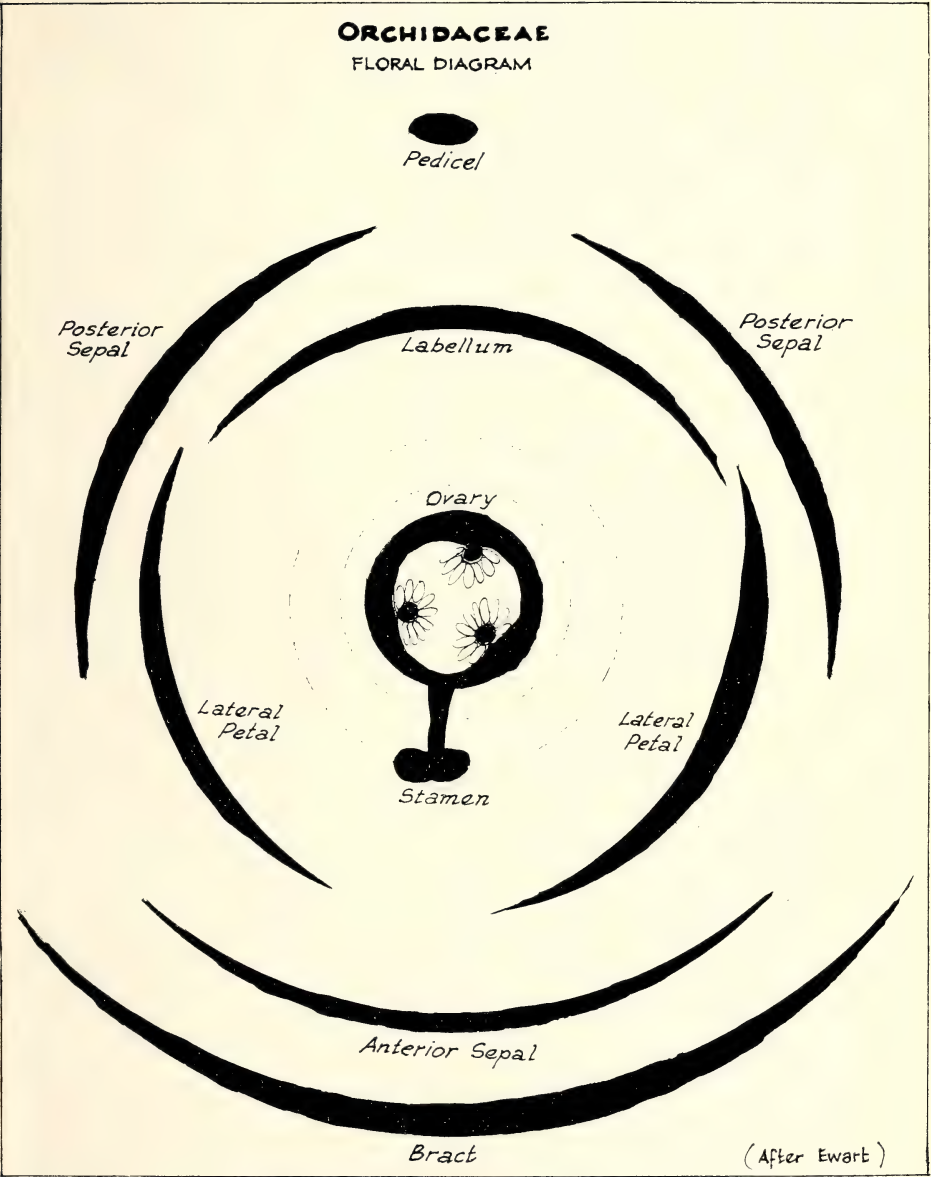 ORCHIDACEAE
FLORAL DIAGRAM
Pedicel
Posterior
Sepal
Posterior
Sepal
Labellum
Ovary
Lateral
Petal
Lateral
Petal
Stamen
Anterior Sepal
Bract
(After Ewart)